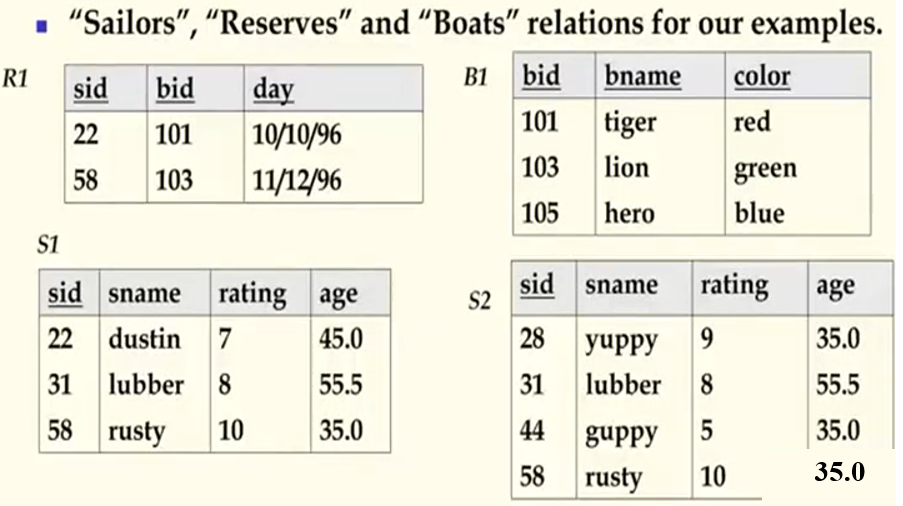 “Sailors”, “Reserves” and “Boats” relations for our examples.
R1
sid bid day
22 101 10/10/96
58 103 11/12/96
B1
bid bname color
101 tiger red
103 lion green
105 hero blue
S1
sid sname rating age
22 dustin 7 45.0
31 lubber 8 55.5
58 rusty 10 35.0
S2
sid sname rating age
28 yuppy 9 35.0
31 lubber 8 55.5
44 guppy 5 35.0
58 rusty 10 35.0